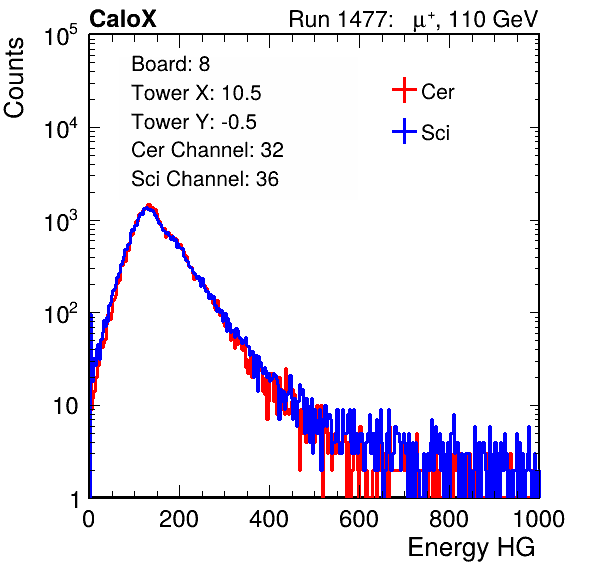 CaloX Run 1477: μ⁺, 110 GeV
Counts
10⁵
10⁴
10³
10²
10
1
Board: 8
Tower X: 10.5
Tower Y: -0.5
Cer Channel: 32
Sci Channel: 36
Cer
Sci
0 200 400 600 800 1000
Energy HG